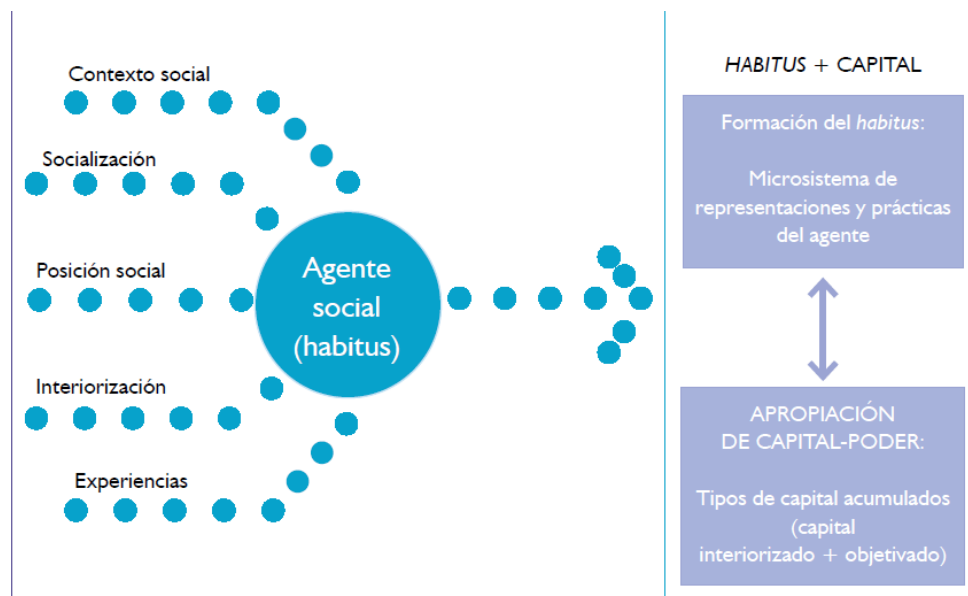 Contexto social
Socialización
Posición social
Interiorización
Experiencias
Agente
social
(habitus)
HABITUS + CAPITAL
Formación del habitus:
Microsistema de
representaciones y prácticas
del agente
APROPIACIÓN
DE CAPITAL-PODER:
Tipos de capital acumulados
(capital
interiorizado + objetivado)